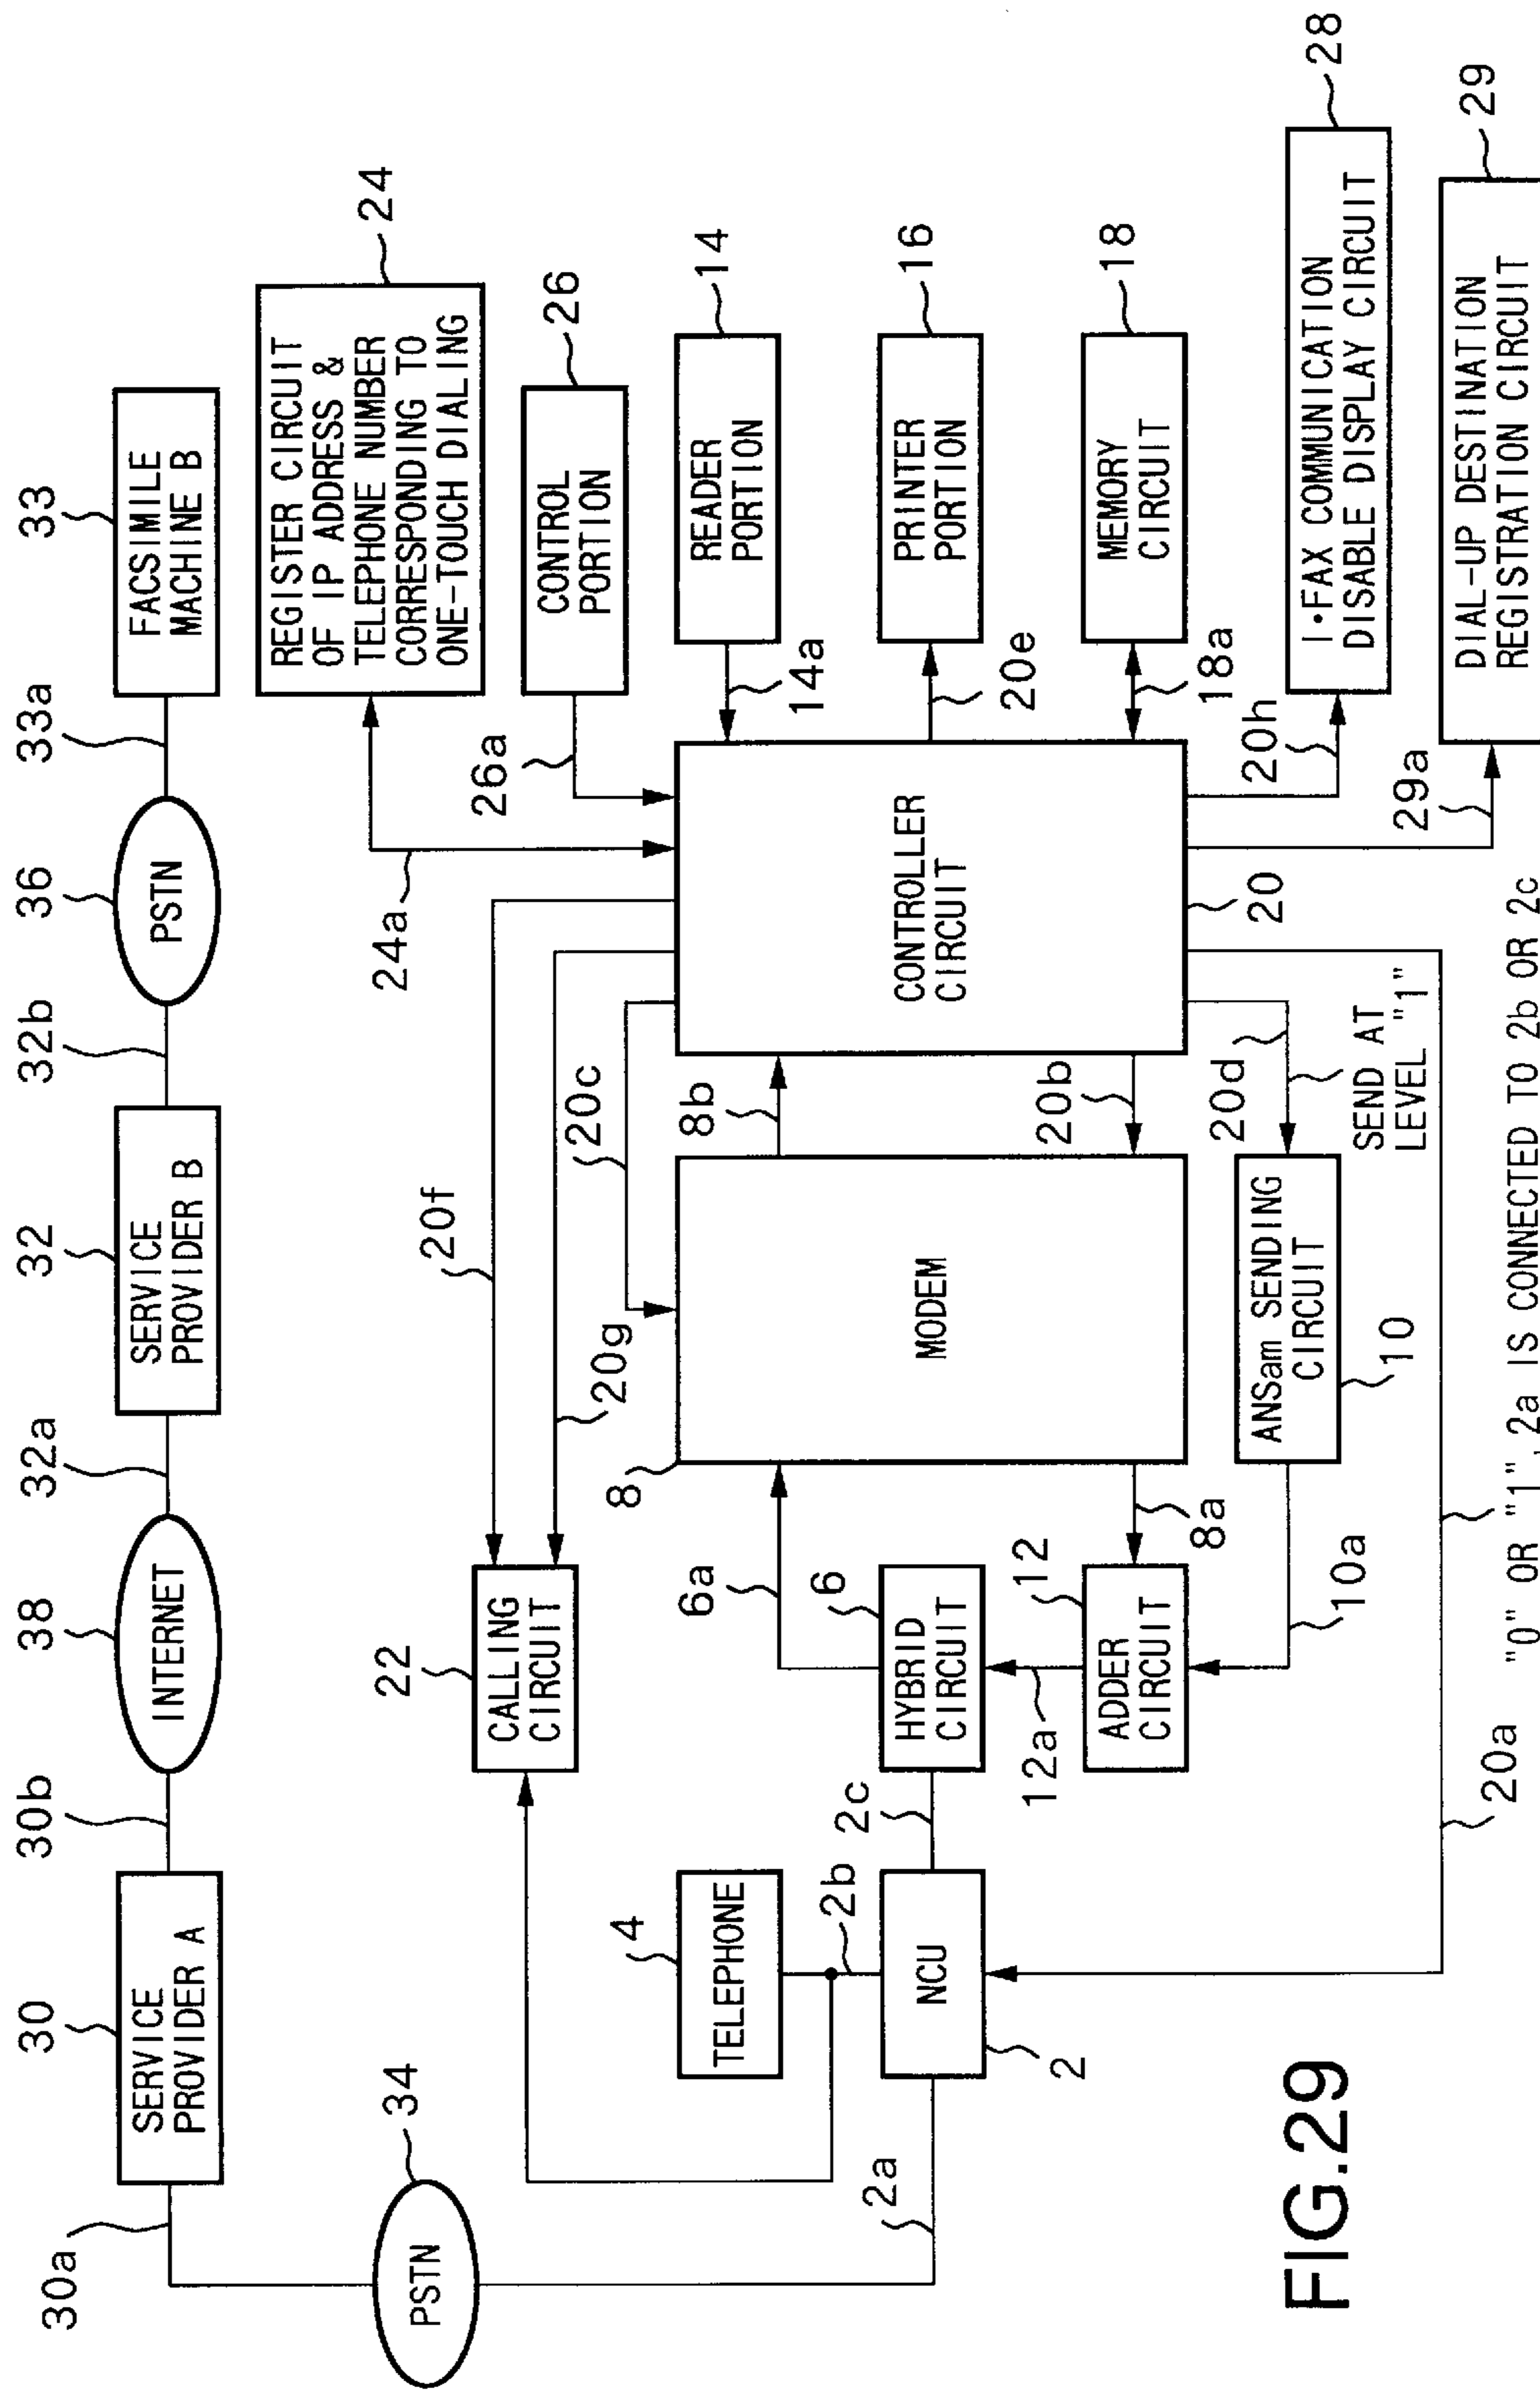 30a
30
SERVICE
PROVIDER A
30b
38
INTERNET
32a
32
SERVICE
PROVIDER B
32b
36
PSTN
33a
33
FACSIMILE
MACHINE B
34
PSTN
2a
22
CALLING
CIRCUIT
20f
20g
20c
24a
REGISTER CIRCUIT
OF IP ADDRESS &
TELEPHONE NUMBER
CORRESPONDING TO
ONE-TOUCH DIALING
24
26a
CONTROL
PORTION
26
4
TELEPHONE
2b
NCU
2
2c
6a
6
HYBRID
CIRCUIT
12a
12
ADDER
CIRCUIT
8
MODEM
8a
8b
20b
CONTROLLER
CIRCUIT
20
14a
READER
PORTION
14
20e
PRINTER
PORTION
16
18a
MEMORY
CIRCUIT
18
10a
ANSam SENDING
CIRCUIT
10
20d
SEND AT
LEVEL "1"
20h
I•FAX COMMUNICATION
DISABLE DISPLAY CIRCUIT
28
29a
DIAL-UP DESTINATION
REGISTRATION CIRCUIT
29
20a
"0" OR "1", 2a IS CONNECTED TO 2b OR 2c
FIG.29